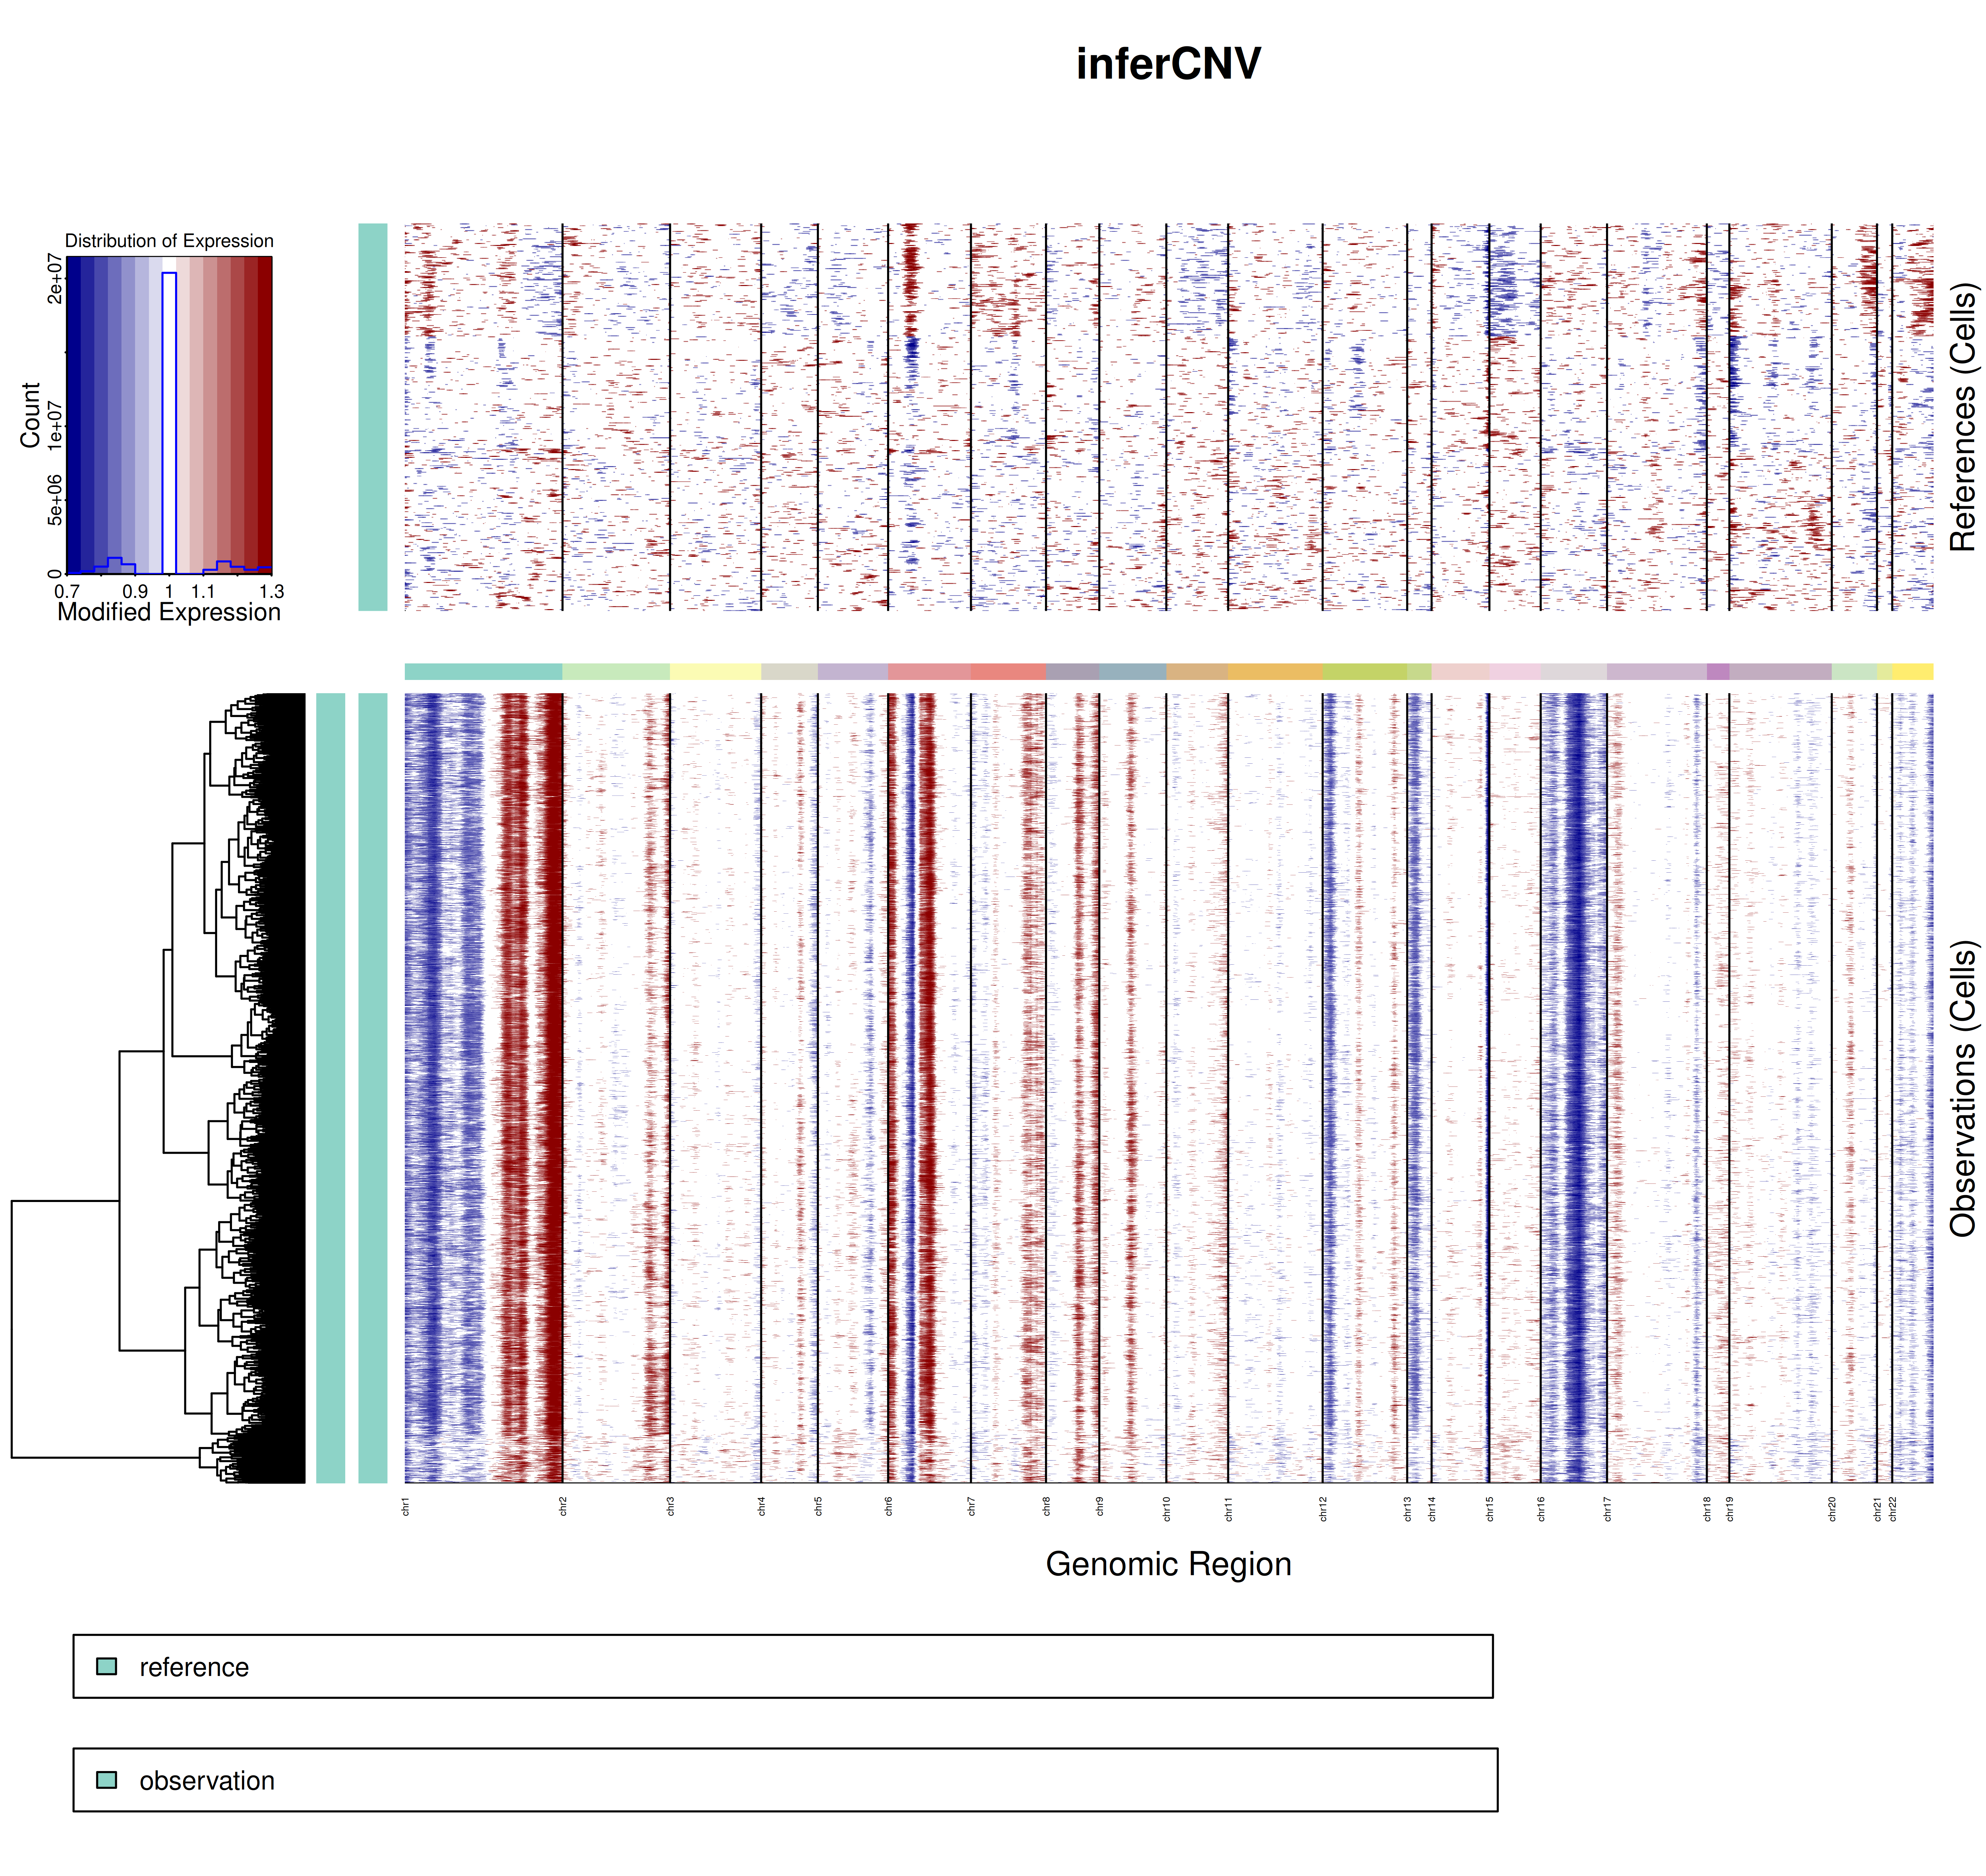 inferCNV
Distribution of Expression
Count
0 5e+06 1e+07 2e+07
0.7 0.9 1 1.1 1.3
Modified Expression
References (Cells)
Observations (Cells)
chr1 chr2 chr3 chr4 chr5 chr6 chr7 chr8 chr9 chr10 chr11 chr12 chr13 chr14 chr15 chr16 chr17 chr18 chr19 chr20 chr21 chr22
Genomic Region
reference
observation